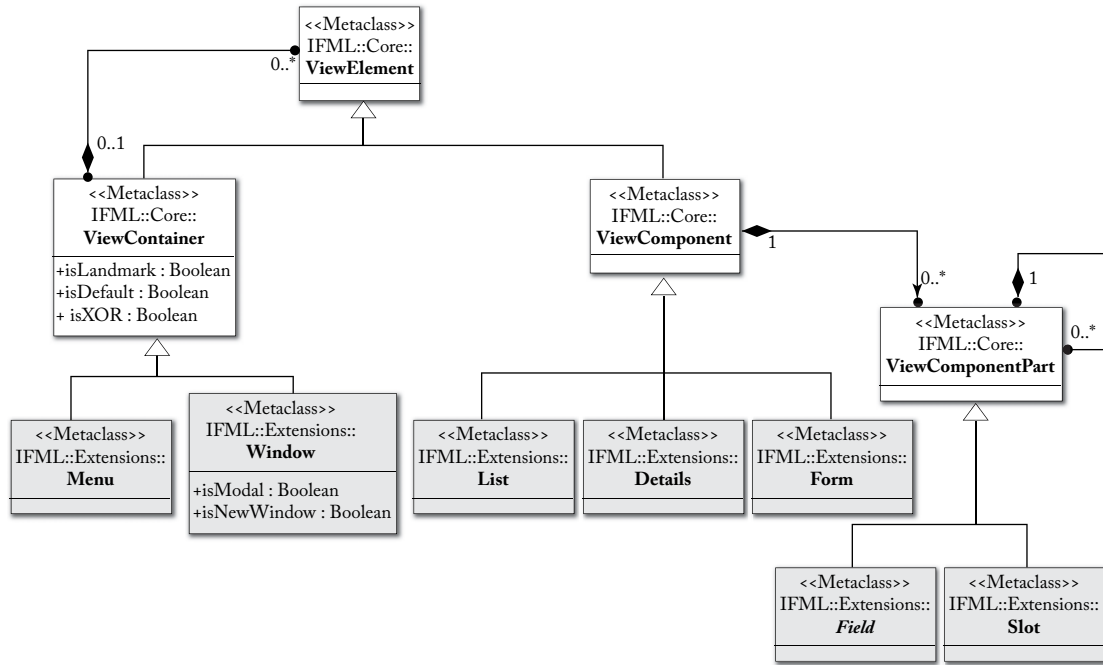 <<Metaclass>>
IFML::Core::
ViewElement
0..*
0..1
<<Metaclass>>
IFML::Core::
ViewContainer
+isLandmark : Boolean
+isDefault : Boolean
+ isXOR : Boolean
<<Metaclass>>
IFML::Core::
ViewComponent
1
0..*
1
0..*
<<Metaclass>>
IFML::Core::
ViewComponentPart
<<Metaclass>>
IFML::Extensions::
Menu
<<Metaclass>>
IFML::Extensions::
Window
+isModal : Boolean
+isNewWindow : Boolean
<<Metaclass>>
IFML::Extensions::
List
<<Metaclass>>
IFML::Extensions::
Details
<<Metaclass>>
IFML::Extensions::
Form
<<Metaclass>>
IFML::Extensions::
Field
<<Metaclass>>
IFML::Extensions::
Slot